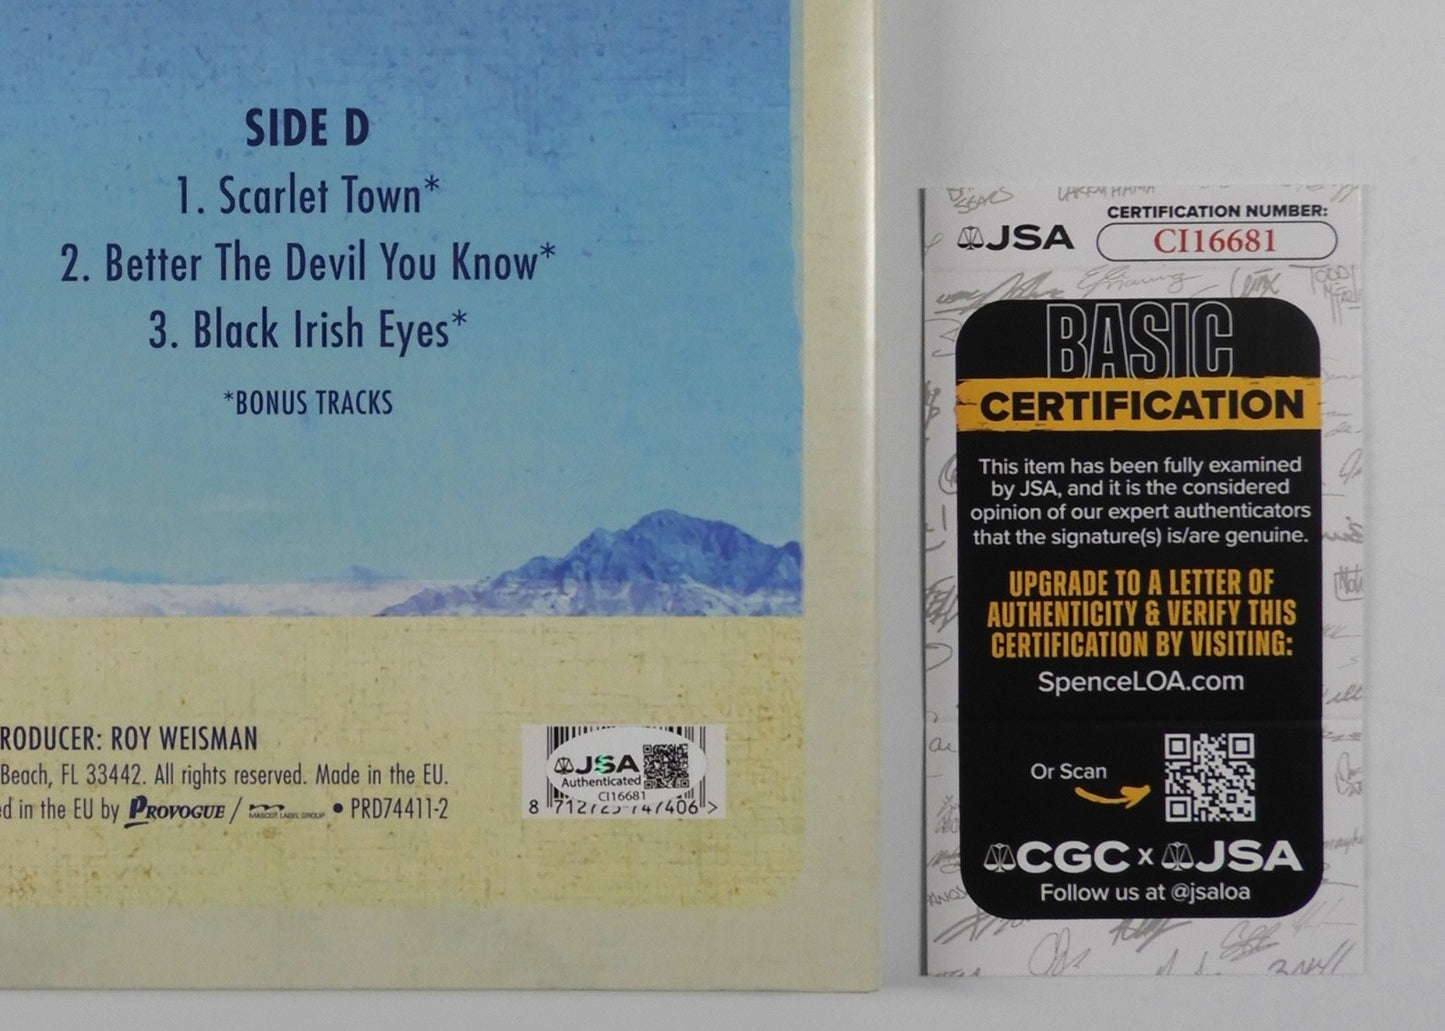 SIDE D
1. Scarlet Town*
2. Better The Devil You Know*
3. Black Irish Eyes*
*BONUS TRACKS
RODUCER: ROY WEISMAN
Beach, FL 33442. All rights reserved. Made in the EU.
ed in the EU by PROVOGUE / MASCOT LABEL GROUP • PRD74411-2
JSA
Authenticated
CI16681
JSA
CERTIFICATION NUMBER:
CI16681
BASIC
CERTIFICATION
This item has been fully examined
by JSA, and it is the considered
opinion of our expert authenticators
that the signature(s) is/are genuine.
UPGRADE TO A LETTER OF
AUTHENTICITY & VERIFY THIS
CERTIFICATION BY VISITING:
SpenceLOA.com
Or Scan
CGC x JSA
Follow us at @jsaloa